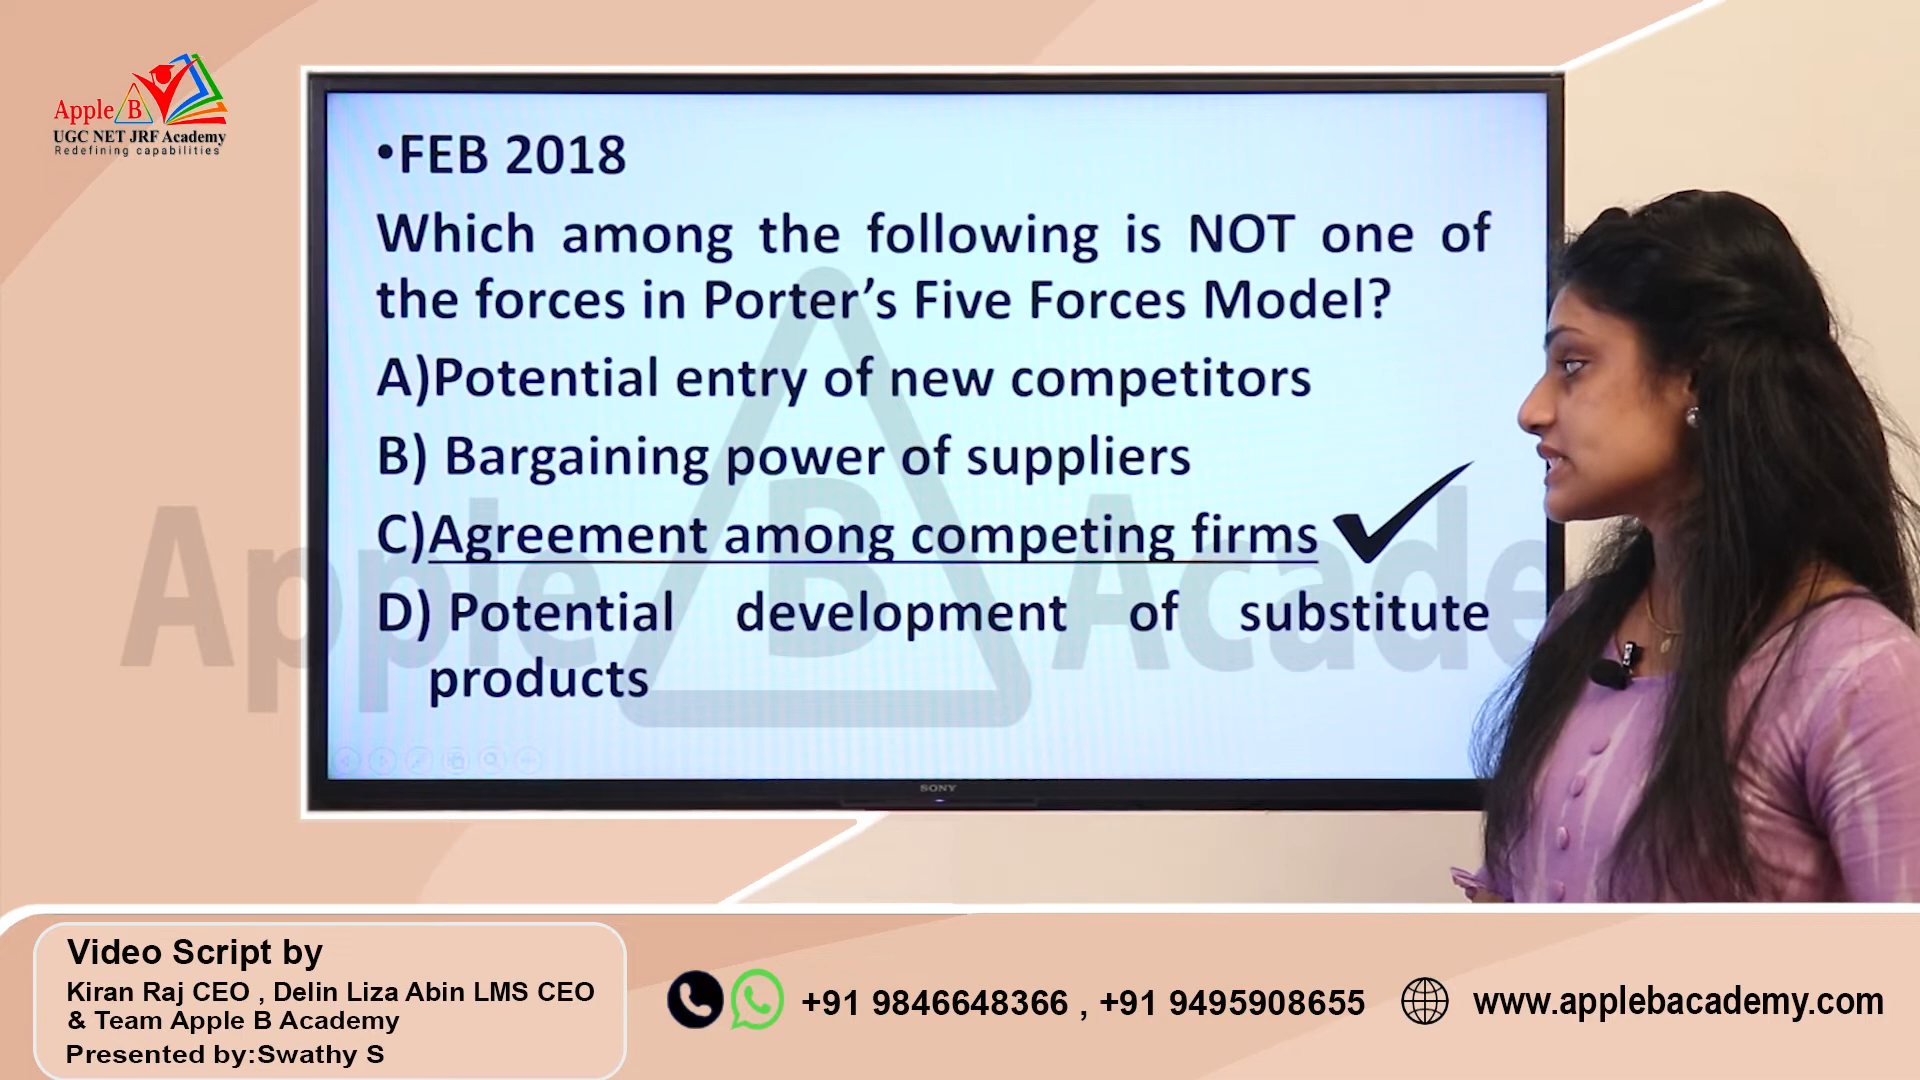 Apple B
UGC NET JRF Academy
Redefining capabilities
•FEB 2018
Which among the following is NOT one of
the forces in Porter’s Five Forces Model?
A)Potential entry of new competitors
B) Bargaining power of suppliers
C)Agreement among competing firms
D) Potential development of substitute
products
Apple B Acade
SONY
Video Script by
Kiran Raj CEO , Delin Liza Abin LMS CEO
& Team Apple B Academy
Presented by:Swathy S
+91 9846648366 , +91 9495908655
www.applebacademy.com